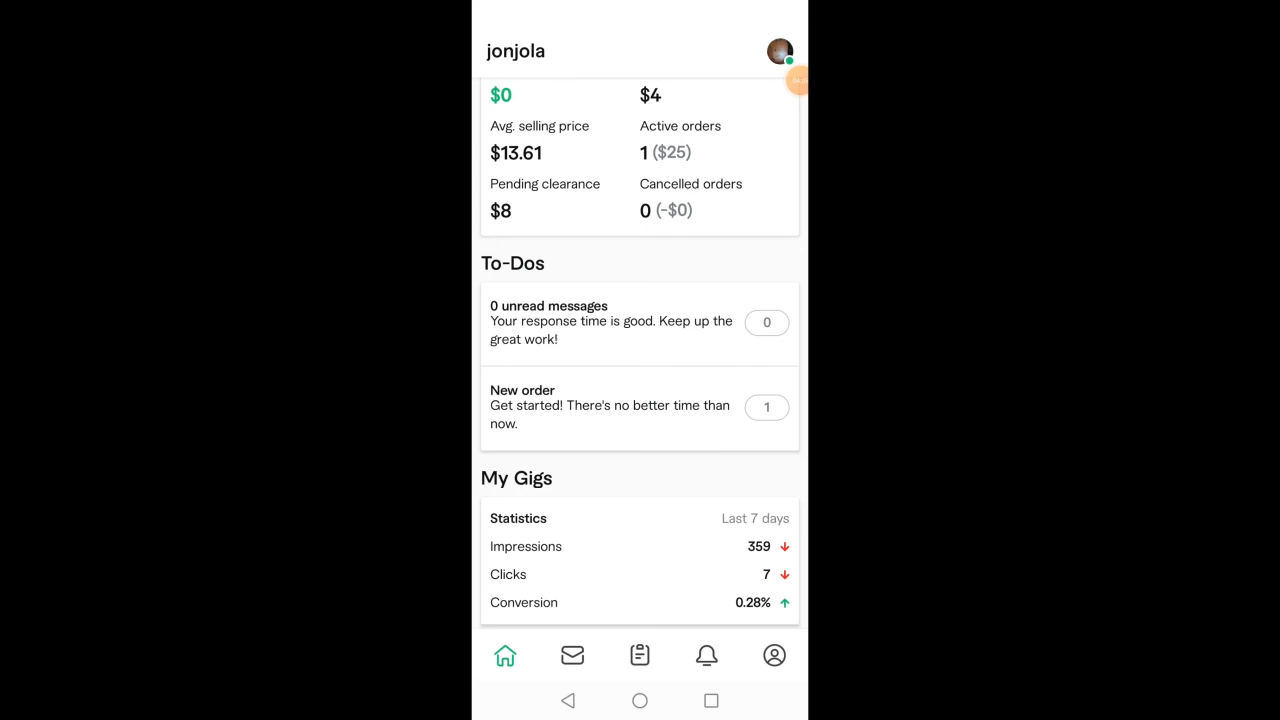 jonjola
$0 $4
Avg. selling price Active orders
$13.61 1 ($25)
Pending clearance Cancelled orders
$8 0 (-$0)
To-Dos
0 unread messages
Your response time is good. Keep up the
great work!
0
New order
Get started! There's no better time than
now.
1
My Gigs
Statistics Last 7 days
Impressions 359
Clicks 7
Conversion 0.28%